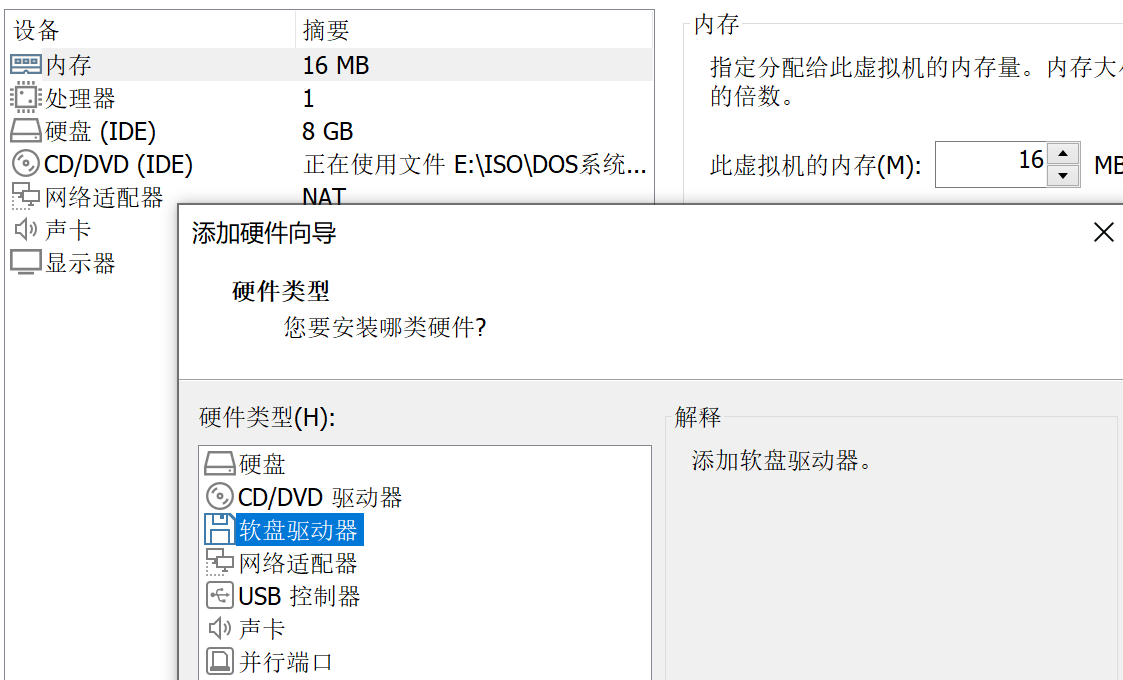 设备 摘要
内存 16 MB
处理器 1
硬盘 (IDE) 8 GB
CD/DVD (IDE) 正在使用文件 E:\ISO\DOS系统...
网络适配器 NAT
声卡
显示器
内存
指定分配给此虚拟机的内存量。内存大
的倍数。
此虚拟机的内存(M): 16 MB
添加硬件向导
硬件类型
您要安装哪类硬件?
硬件类型(H):
硬盘
CD/DVD 驱动器
软盘驱动器
网络适配器
USB 控制器
声卡
并行端口
解释
添加软盘驱动器。